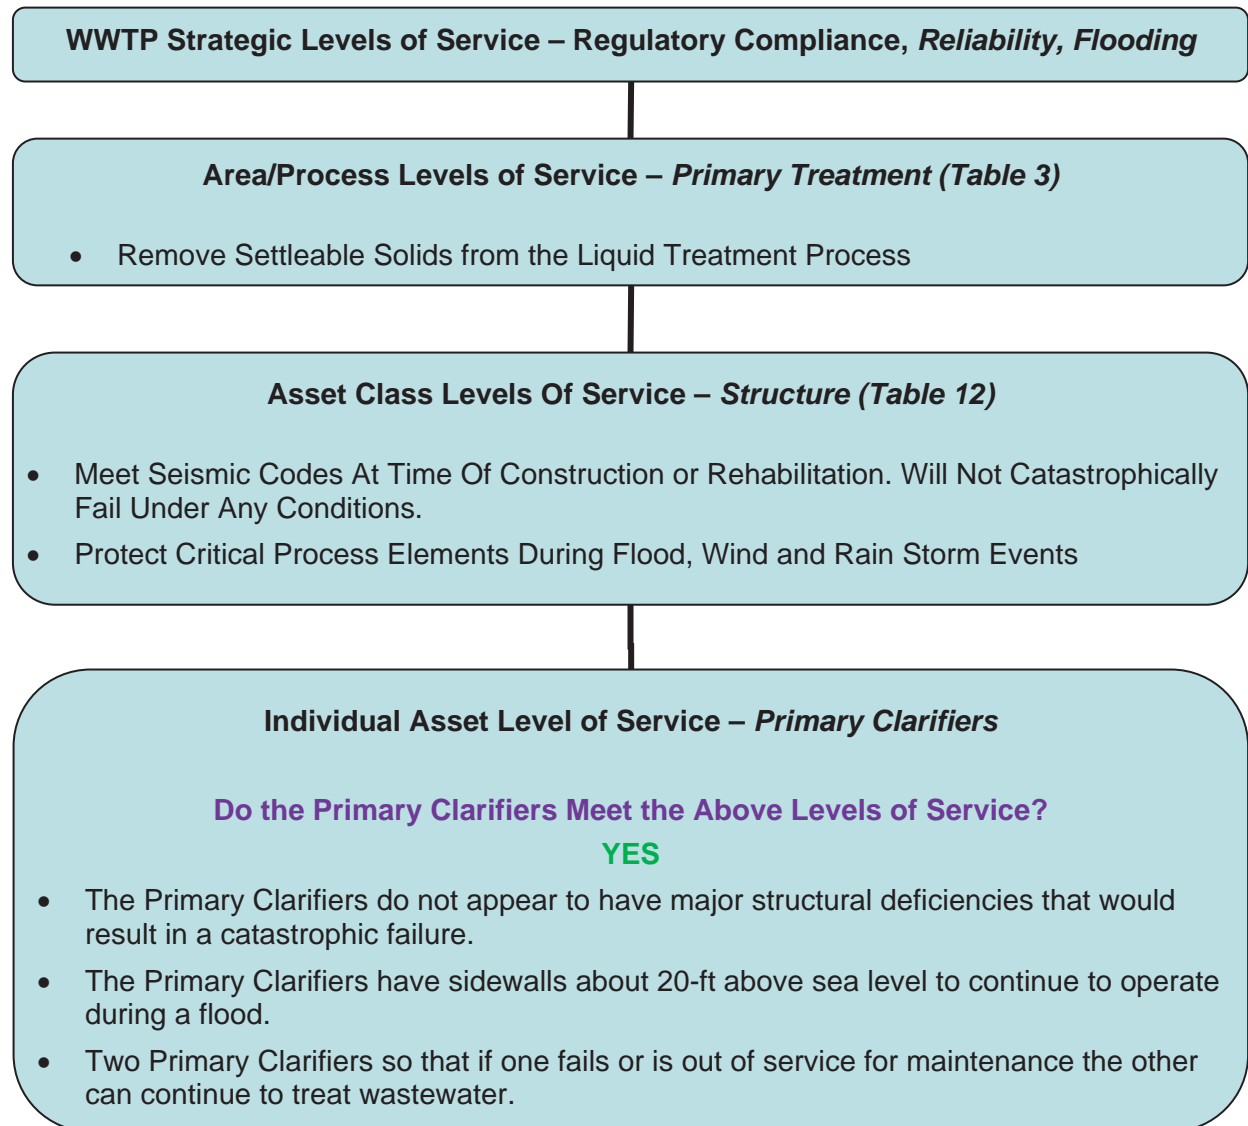 WWTP Strategic Levels of Service – Regulatory Compliance, Reliability, Flooding
Area/Process Levels of Service – Primary Treatment (Table 3)
• Remove Settleable Solids from the Liquid Treatment Process
Asset Class Levels Of Service – Structure (Table 12)
• Meet Seismic Codes At Time Of Construction or Rehabilitation. Will Not Catastrophically
Fail Under Any Conditions.
• Protect Critical Process Elements During Flood, Wind and Rain Storm Events
Individual Asset Level of Service – Primary Clarifiers
Do the Primary Clarifiers Meet the Above Levels of Service?
YES
• The Primary Clarifiers do not appear to have major structural deficiencies that would
result in a catastrophic failure.
• The Primary Clarifiers have sidewalls about 20-ft above sea level to continue to operate
during a flood.
• Two Primary Clarifiers so that if one fails or is out of service for maintenance the other
can continue to treat wastewater.